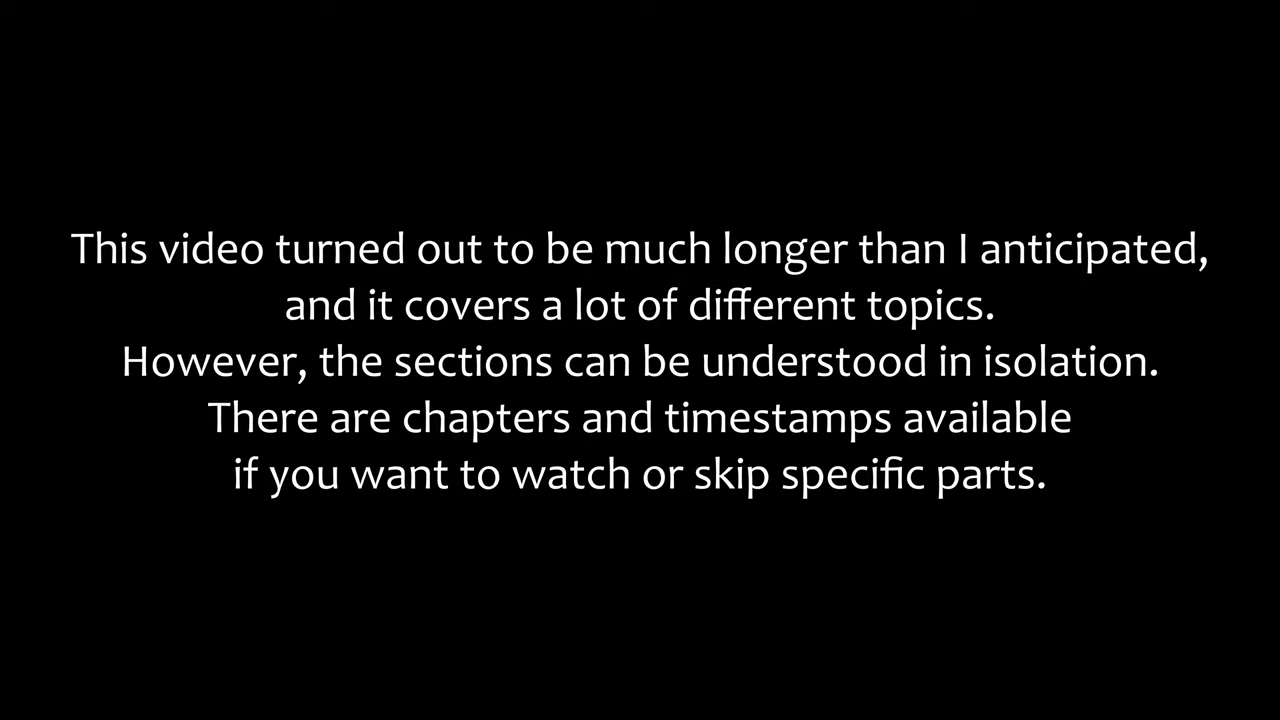 This video turned out to be much longer than I anticipated,
and it covers a lot of different topics.
However, the sections can be understood in isolation.
There are chapters and timestamps available
if you want to watch or skip specific parts.